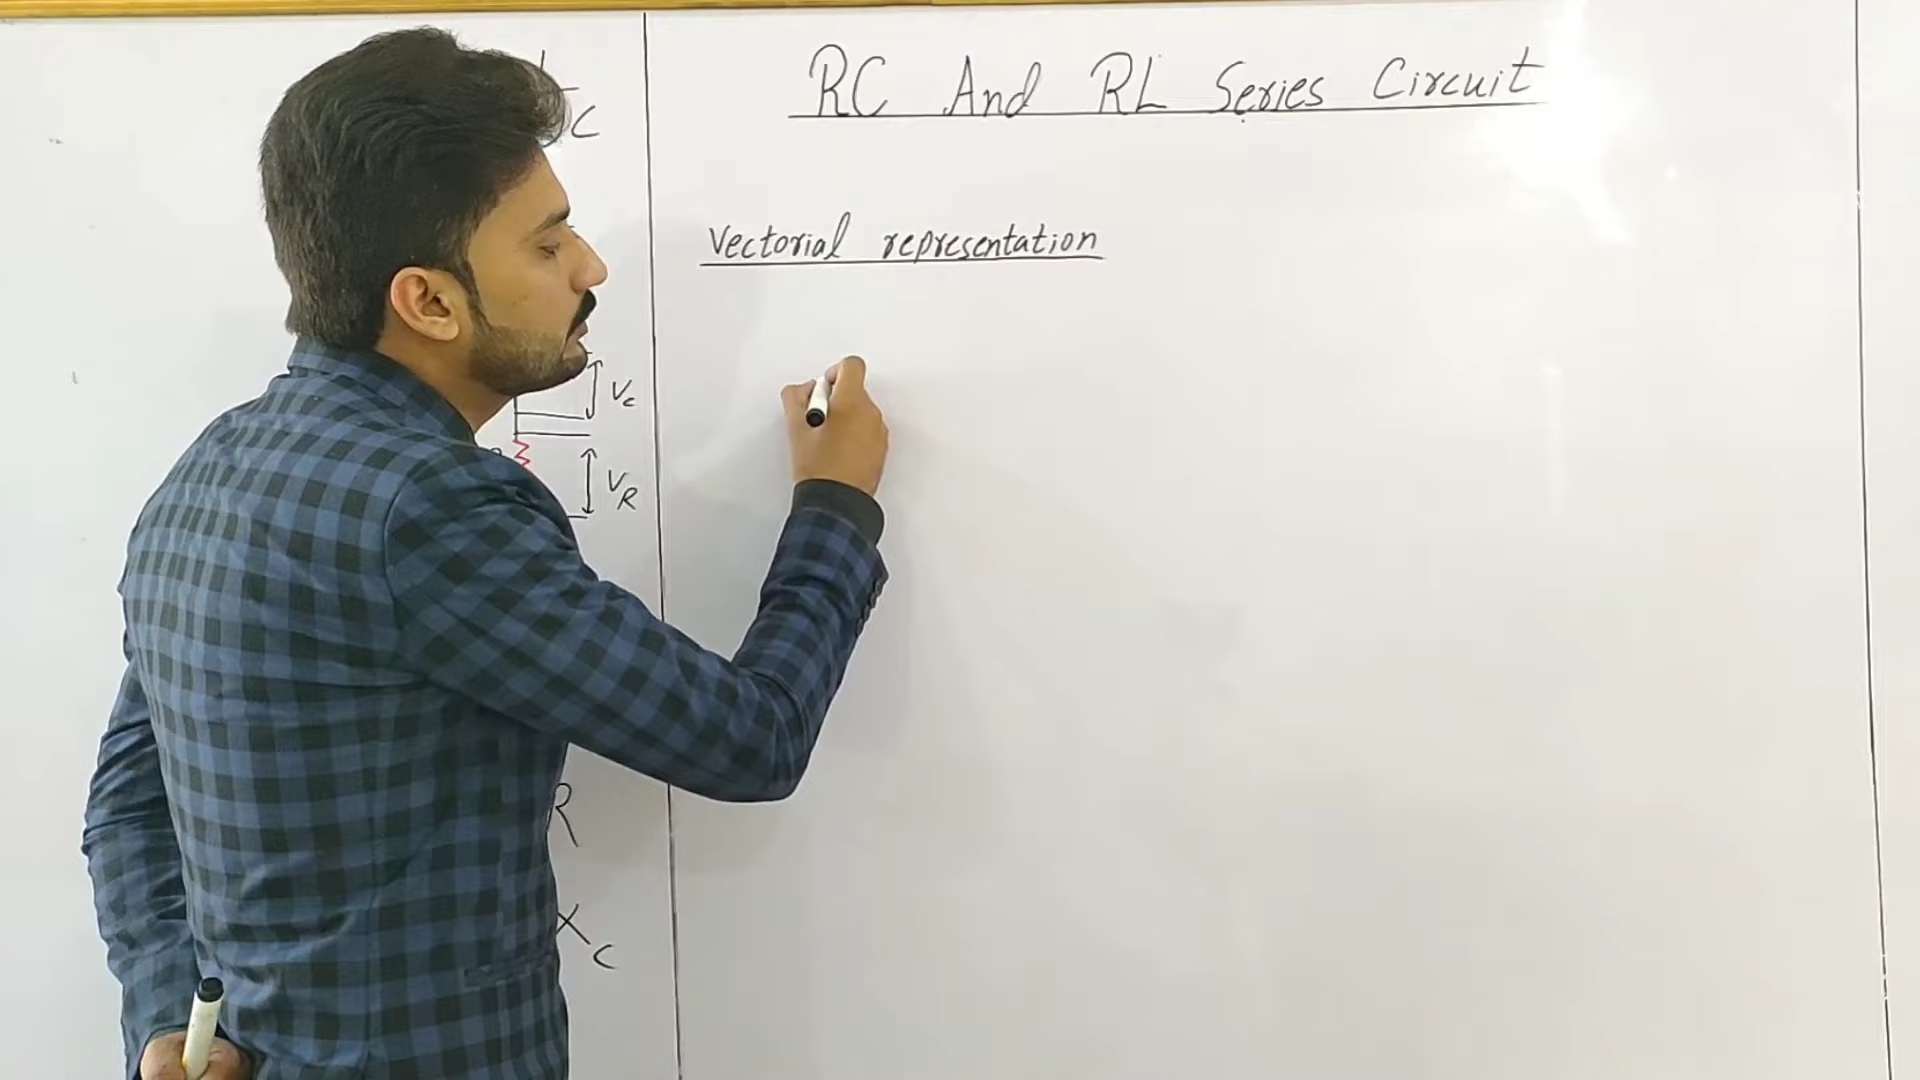 RC And RL Series Circuit
Vectorial representation
C
Vc
VR
R
Xc